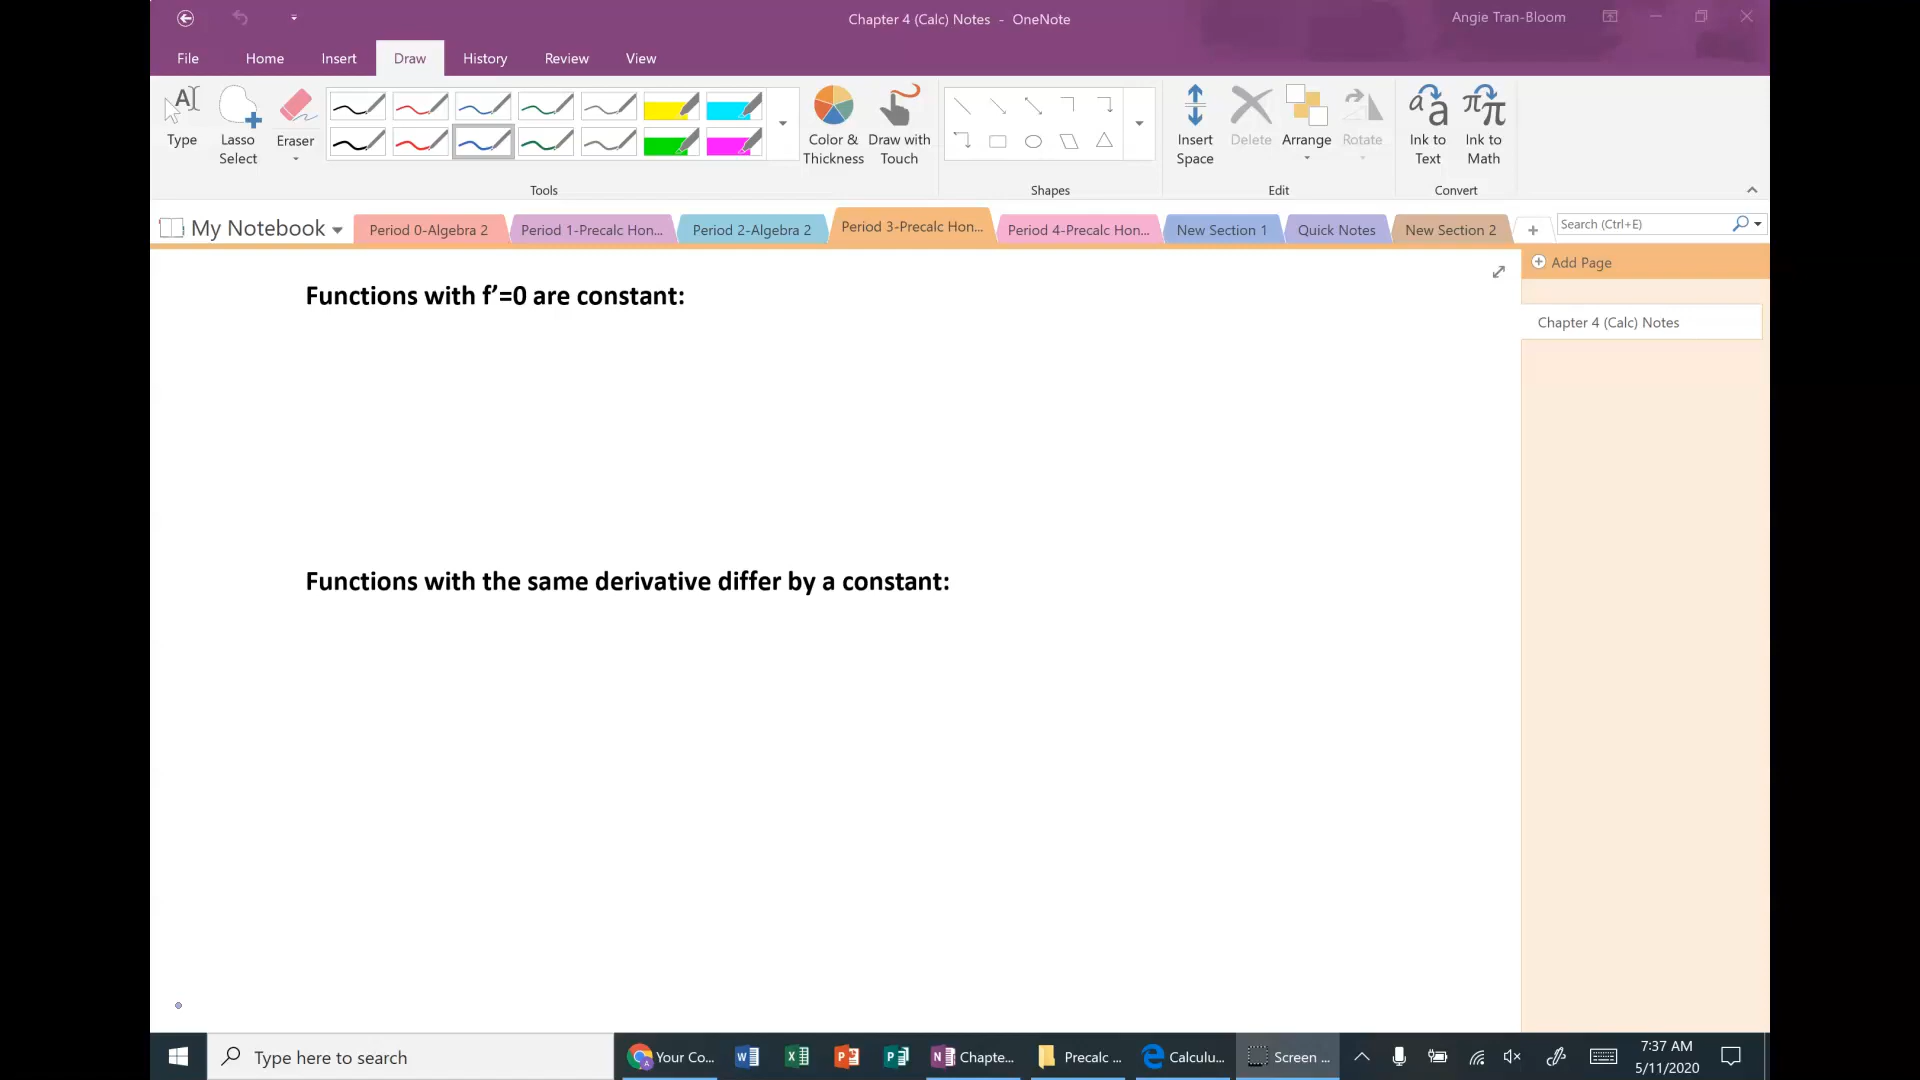 Chapter 4 (Calc) Notes - OneNote
Angie Tran-Bloom
File Home Insert Draw History Review View
Type
Lasso Select
Eraser
Color & Thickness
Draw with Touch
Insert Space
Delete
Arrange
Rotate
Ink to Text
Ink to Math
Tools Shapes Edit Convert
My Notebook
Period 0-Algebra 2
Period 1-Precalc Hon...
Period 2-Algebra 2
Period 3-Precalc Hon...
Period 4-Precalc Hon...
New Section 1
Quick Notes
New Section 2
Search (Ctrl+E)
Add Page
Chapter 4 (Calc) Notes
Functions with f’=0 are constant:
Functions with the same derivative differ by a constant:
Type here to search
Your Co...
Chapte...
Precalc ...
Calculu...
Screen ...
7:37 AM
5/11/2020